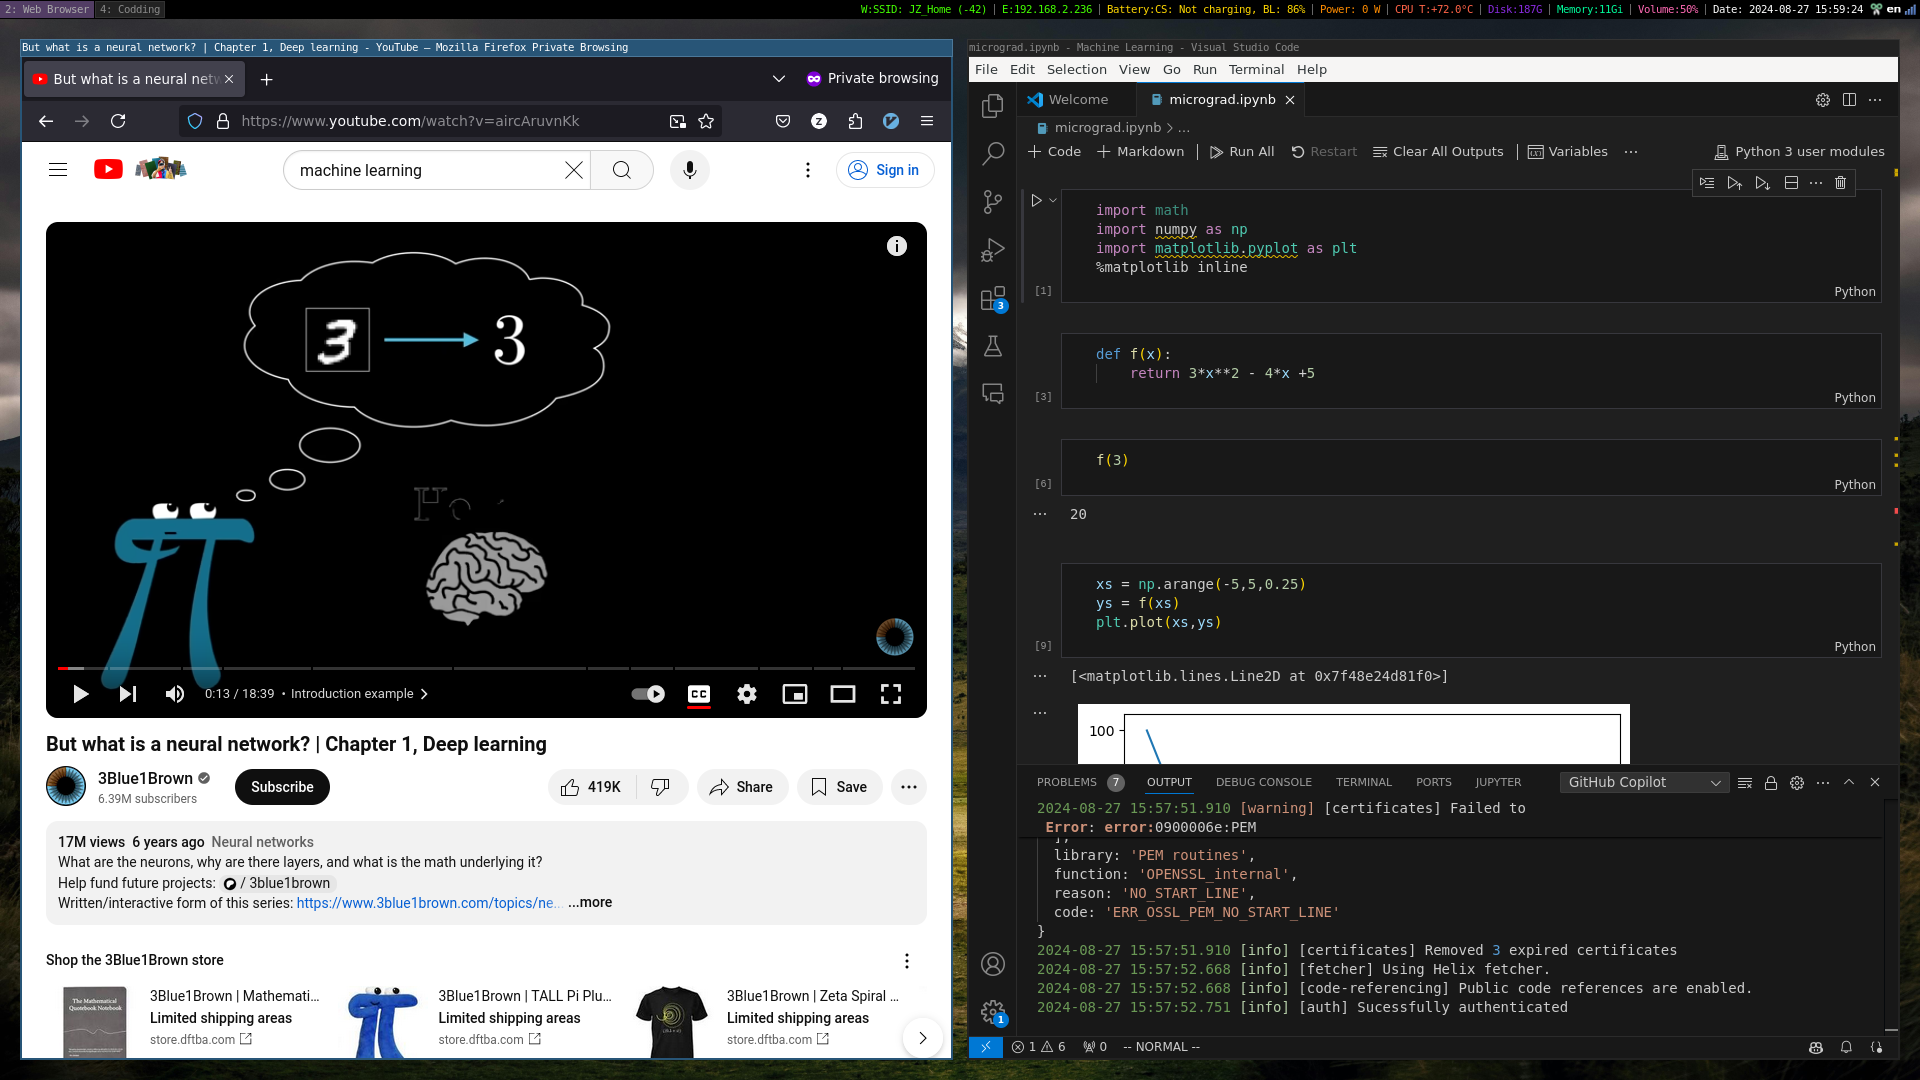 2: Web Browser 4: Codding
W:SSID: JZ_Home (-42) | E:192.168.2.236 | Battery:CS: Not charging, BL: 86% | Power: 0 W | CPU T:+72.0°C | Disk:187G | Memory:11Gi | Volume:50% | Date: 2024-08-27 15:59:24 en
But what is a neural network? | Chapter 1, Deep learning - YouTube — Mozilla Firefox Private Browsing
But what is a neural netw
Private browsing
https://www.youtube.com/watch?v=aircAruvnKk
machine learning
Sign in
3
3
Ho
0:13 / 18:39 • Introduction example
CC
But what is a neural network? | Chapter 1, Deep learning
3Blue1Brown
6.39M subscribers
Subscribe
419K
Share
Save
17M views 6 years ago Neural networks
What are the neurons, why are there layers, and what is the math underlying it?
Help fund future projects: / 3blue1brown
Written/interactive form of this series: https://www.3blue1brown.com/topics/ne... ...more
Shop the 3Blue1Brown store
The Mathematical
Quotebook Notebook
3Blue1Brown | Mathemati...
Limited shipping areas
store.dftba.com
3Blue1Brown | TALL Pi Plu...
Limited shipping areas
store.dftba.com
3Blue1Brown | Zeta Spiral ...
Limited shipping areas
store.dftba.com
micrograd.ipynb - Machine Learning - Visual Studio Code
File Edit Selection View Go Run Terminal Help
Welcome
micrograd.ipynb
micrograd.ipynb > ...
+ Code + Markdown | Run All Restart Clear All Outputs | Variables ...
Python 3 user modules
import math
import numpy as np
import matplotlib.pyplot as plt
%matplotlib inline
[1]
Python
def f(x):
return 3*x**2 - 4*x +5
[3]
Python
f(3)
[6]
Python
20
xs = np.arange(-5,5,0.25)
ys = f(xs)
plt.plot(xs,ys)
[9]
Python
[<matplotlib.lines.Line2D at 0x7f48e24d81f0>]
100
3
PROBLEMS 7 OUTPUT DEBUG CONSOLE TERMINAL PORTS JUPYTER
GitHub Copilot
2024-08-27 15:57:51.910 [warning] [certificates] Failed to
Error: error:0900006e:PEM
],
library: 'PEM routines',
function: 'OPENSSL_internal',
reason: 'NO_START_LINE',
code: 'ERR_OSSL_PEM_NO_START_LINE'
}
2024-08-27 15:57:51.910 [info] [certificates] Removed 3 expired certificates
2024-08-27 15:57:52.668 [info] [fetcher] Using Helix fetcher.
2024-08-27 15:57:52.668 [info] [code-referencing] Public code references are enabled.
2024-08-27 15:57:52.751 [info] [auth] Sucessfully authenticated
1
1 6 0 -- NORMAL --